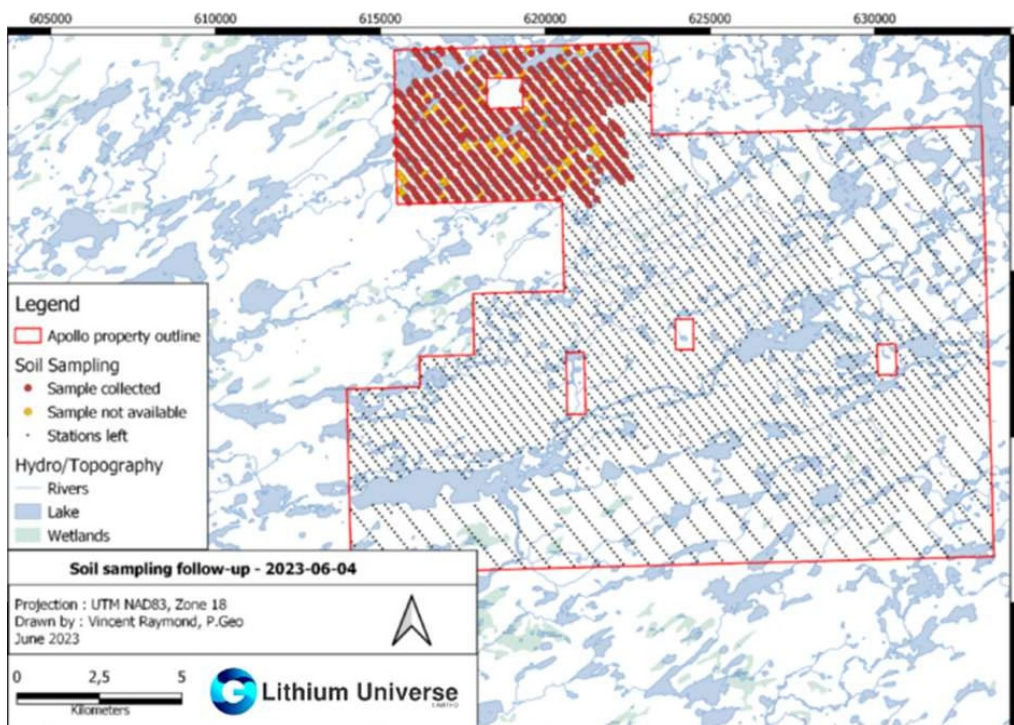 605000 610000 615000 620000 625000 630000
Legend
Apollo property outline
Soil Sampling
Sample collected
Sample not available
Stations left
Hydro/Topography
Rivers
Lake
Wetlands
Soil sampling follow-up - 2023-06-04
Projection : UTM NAD83, Zone 18
Drawn by : Vincent Raymond, P.Geo
June 2023
0 2,5 5
Kilometers
Lithium Universe
LIMITED